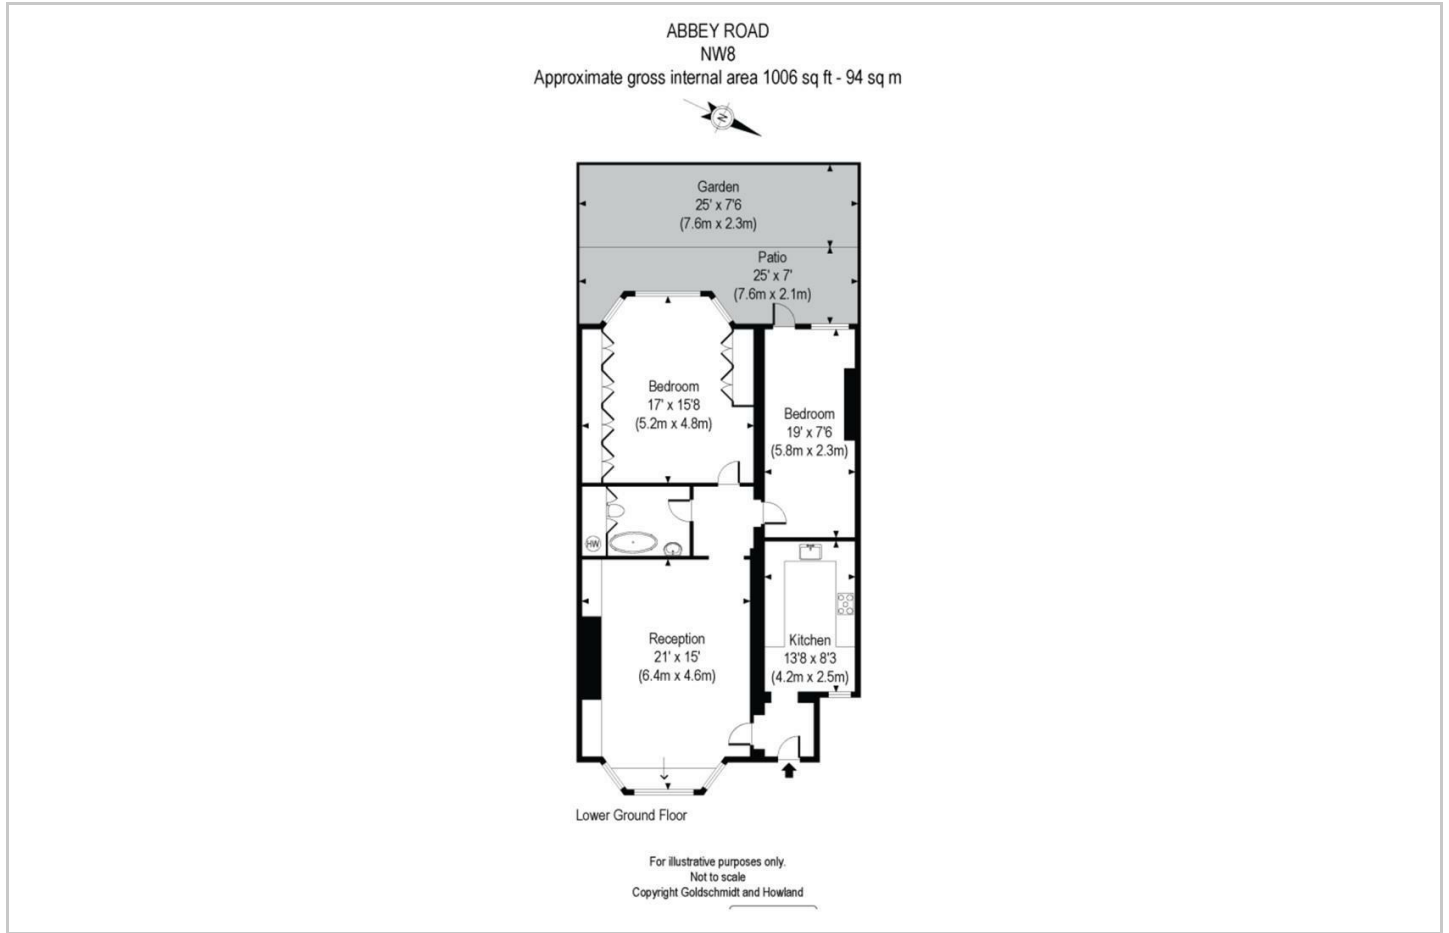 ABBEY ROAD
NW8
Approximate gross internal area 1006 sq ft - 94 sq m
N
Garden
25' x 7'6
(7.6m x 2.3m)
Patio
25' x 7'
(7.6m x 2.1m)
Bedroom
17' x 15'8
(5.2m x 4.8m)
Bedroom
19' x 7'6
(5.8m x 2.3m)
HW
Reception
21' x 15'
(6.4m x 4.6m)
Kitchen
13'8 x 8'3
(4.2m x 2.5m)
Lower Ground Floor
For illustrative purposes only.
Not to scale
Copyright Goldschmidt and Howland